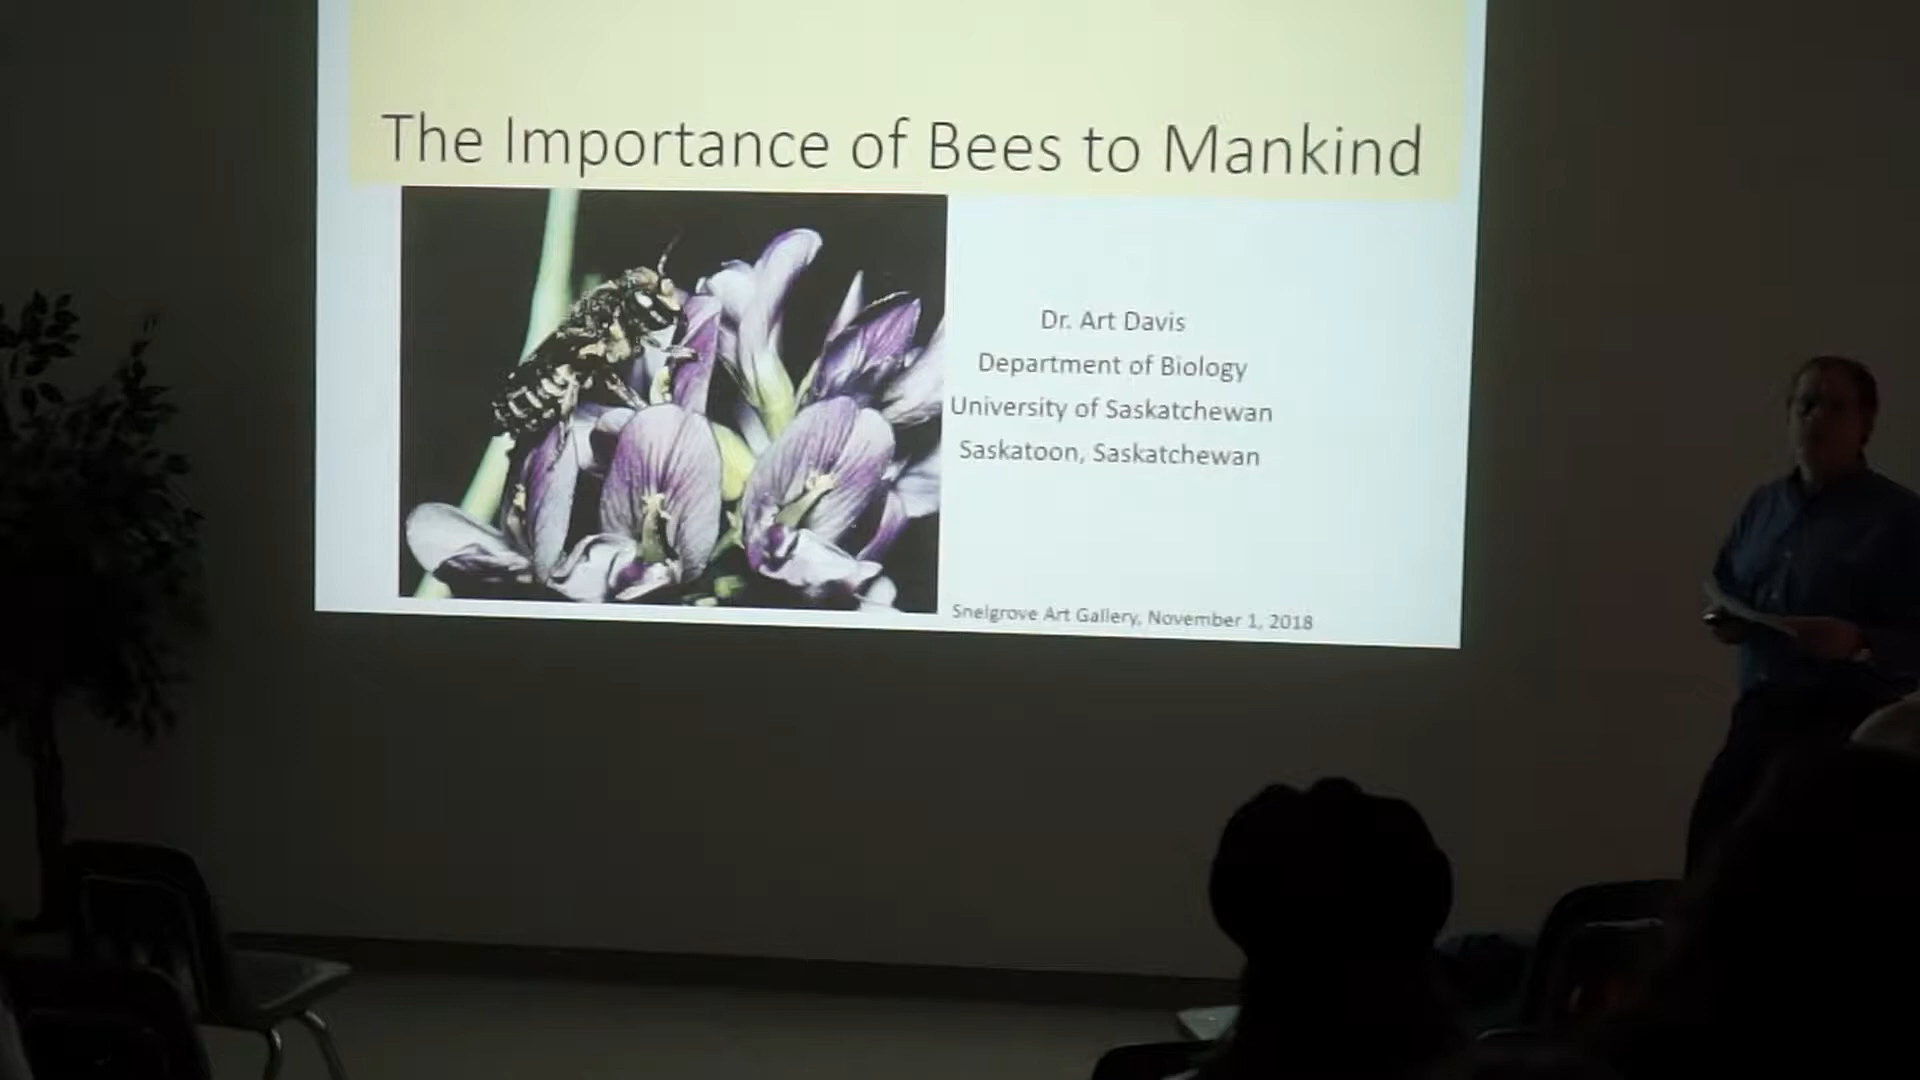 The Importance of Bees to Mankind
Dr. Art Davis
Department of Biology
University of Saskatchewan
Saskatoon, Saskatchewan
Snelgrove Art Gallery, November 1, 2018